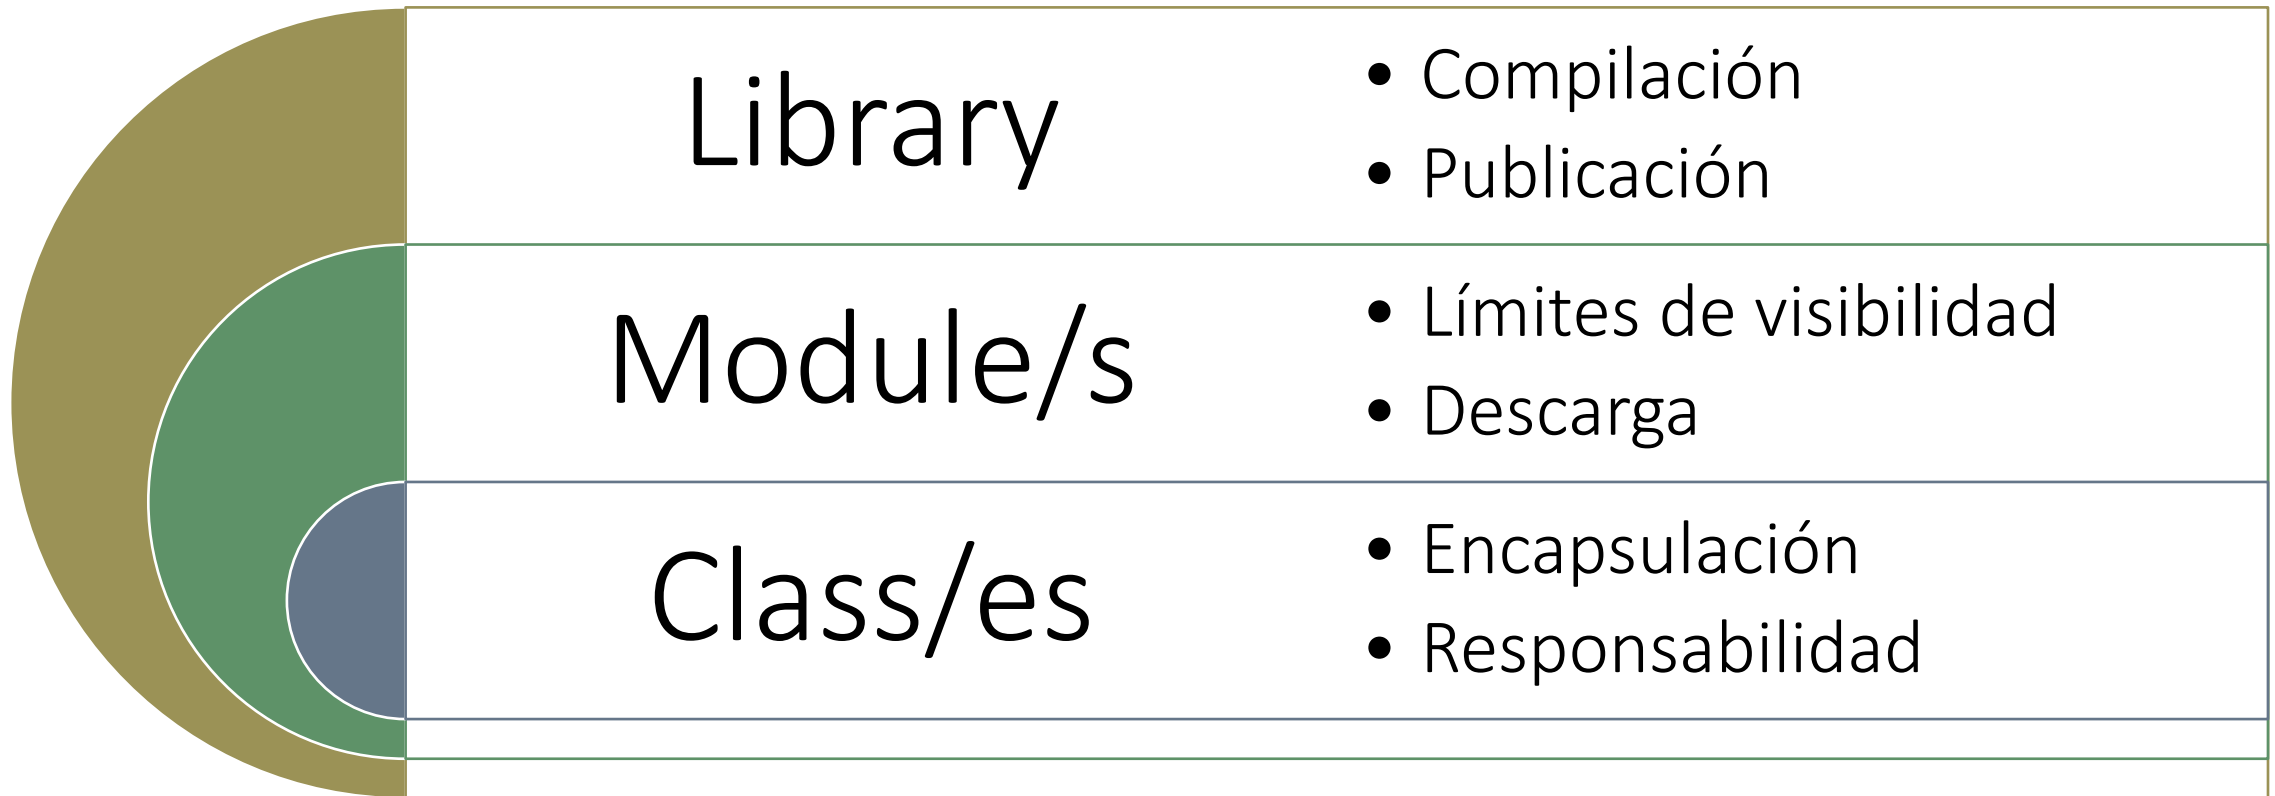 Library
• Compilación
• Publicación
Module/s
• Límites de visibilidad
• Descarga
Class/es
• Encapsulación
• Responsabilidad